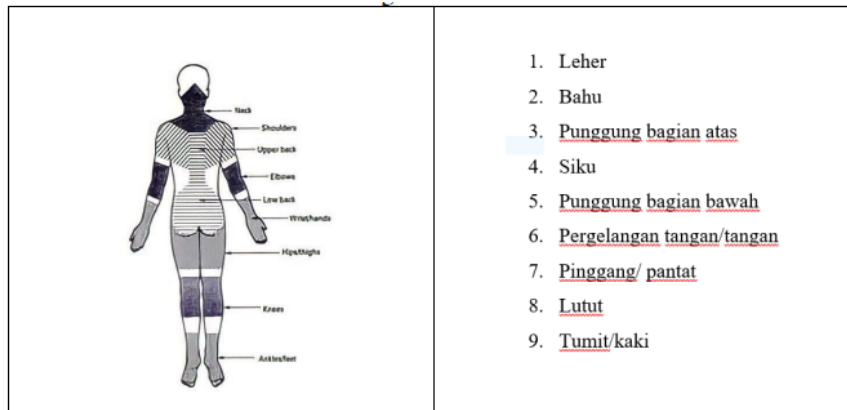 Neck
Shoulders
Upper back
Elbows
Low back
Wrist/hands
Hips/thighs
Knees
Ankles/feet
1. Leher
2. Bahu
3. Punggung bagian atas
4. Siku
5. Punggung bagian bawah
6. Pergelangan tangan/tangan
7. Pinggang/ pantat
8. Lutut
9. Tumit/kaki